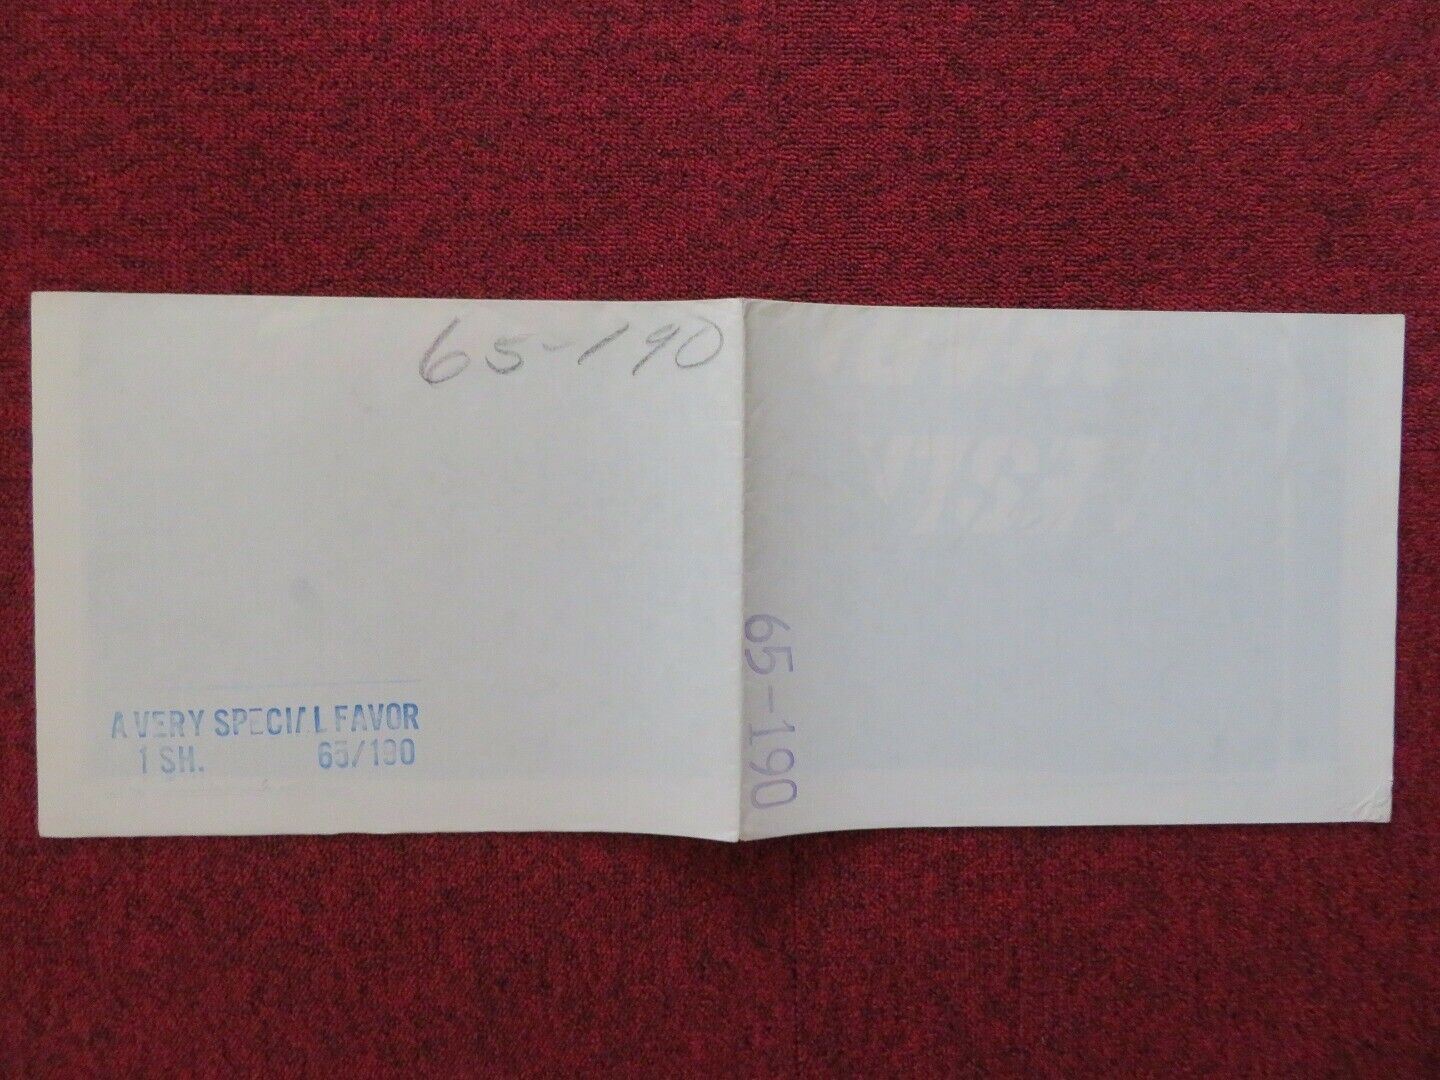 65-190
A VERY SPECIAL FAVOR
1 SH. 65/190
65-190